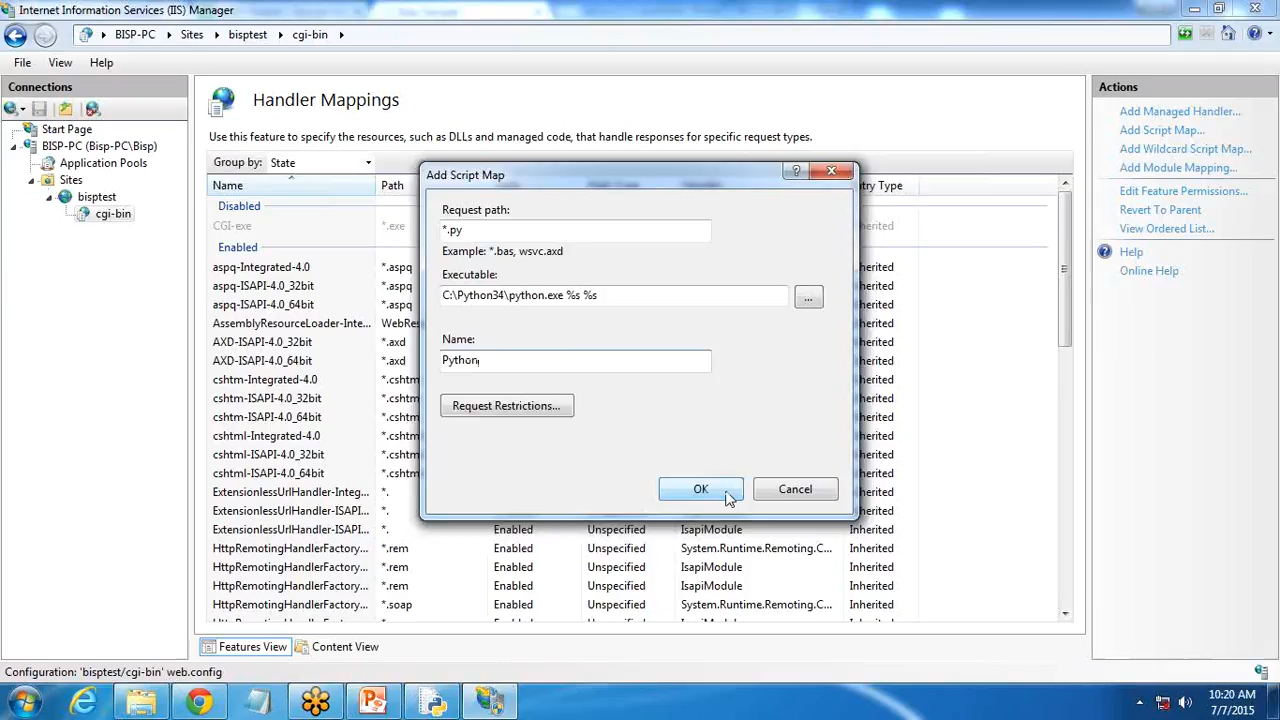 Internet Information Services (IIS) Manager
BISP-PC Sites bisptest cgi-bin
File View Help
Connections
Start Page
BISP-PC (Bisp-PC\Bisp)
Application Pools
Sites
bisptest
cgi-bin
Handler Mappings
Use this feature to specify the resources, such as DLLs and managed code, that handle responses for specific request types.
Group by: State
Name Path Entry Type
Disabled
CGI-exe *.exe Inherited
Enabled
aspq-Integrated-4.0 *.aspq Inherited
aspq-ISAPI-4.0_32bit *.aspq Inherited
aspq-ISAPI-4.0_64bit *.aspq Inherited
AssemblyResourceLoader-Inte... WebRes Inherited
AXD-ISAPI-4.0_32bit *.axd Inherited
AXD-ISAPI-4.0_64bit *.axd Inherited
cshtm-Integrated-4.0 *.cshtm Inherited
cshtm-ISAPI-4.0_32bit *.cshtm Inherited
cshtm-ISAPI-4.0_64bit *.cshtm Inherited
cshtml-Integrated-4.0 *.cshtm Inherited
cshtml-ISAPI-4.0_32bit *.cshtm Inherited
cshtml-ISAPI-4.0_64bit *.cshtm Inherited
ExtensionlessUrlHandler-Integ... *. Inherited
ExtensionlessUrlHandler-ISAPI... *. Inherited
ExtensionlessUrlHandler-ISAPI... *. Enabled Unspecified IsapiModule Inherited
HttpRemotingHandlerFactory... *.rem Enabled Unspecified System.Runtime.Remoting.C... Inherited
HttpRemotingHandlerFactory... *.rem Enabled Unspecified IsapiModule Inherited
HttpRemotingHandlerFactory... *.rem Enabled Unspecified IsapiModule Inherited
HttpRemotingHandlerFactory... *.soap Enabled Unspecified System.Runtime.Remoting.C... Inherited
Add Script Map
Request path:
*.py
Example: *.bas, wsvc.axd
Executable:
C:\Python34\python.exe %s %s
...
Name:
Python
Request Restrictions...
OK Cancel
Features View Content View
Actions
Add Managed Handler...
Add Script Map...
Add Wildcard Script Map...
Add Module Mapping...
Edit Feature Permissions...
Revert To Parent
View Ordered List...
Help
Online Help
Configuration: 'bisptest/cgi-bin' web.config
10:20 AM
7/7/2015